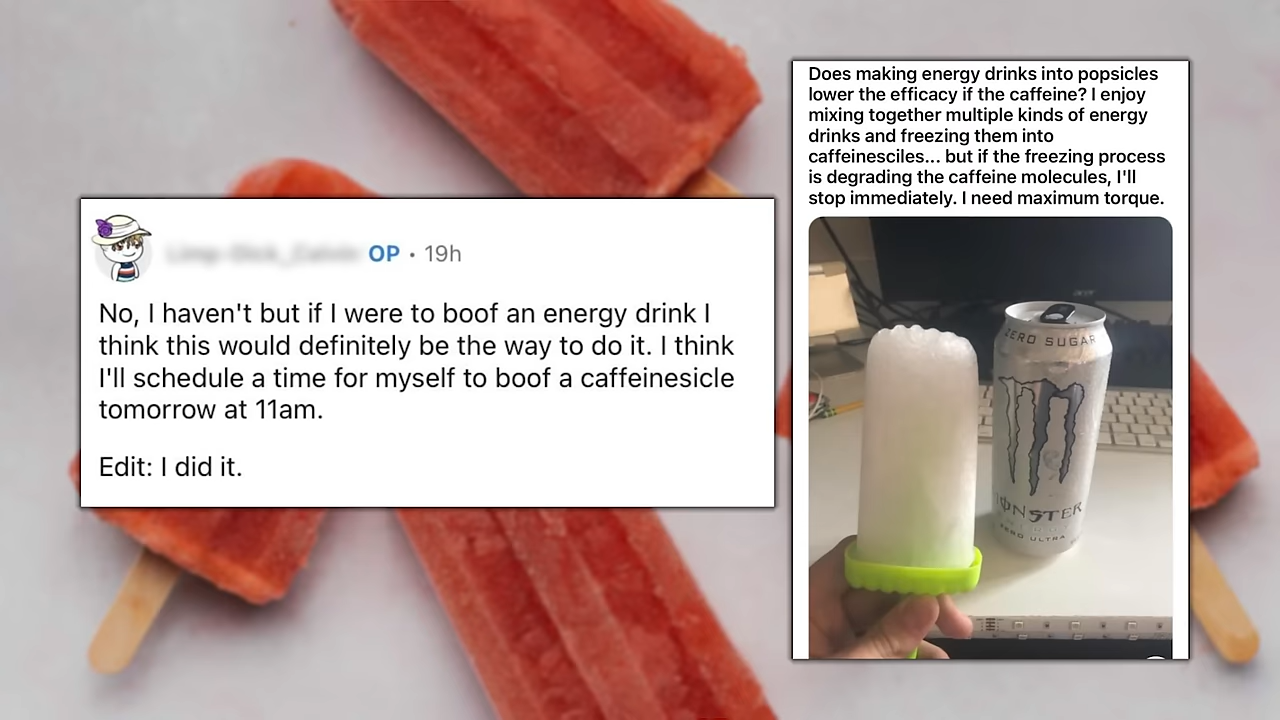 Does making energy drinks into popsicles
lower the efficacy if the caffeine? I enjoy
mixing together multiple kinds of energy
drinks and freezing them into
caffeinesciles... but if the freezing process
is degrading the caffeine molecules, I'll
stop immediately. I need maximum torque.
ZERO SUGAR
MONSTER
ZERO ULTRA
acer
OP • 19h
No, I haven't but if I were to boof an energy drink I
think this would definitely be the way to do it. I think
I'll schedule a time for myself to boof a caffeinesicle
tomorrow at 11am.
Edit: I did it.